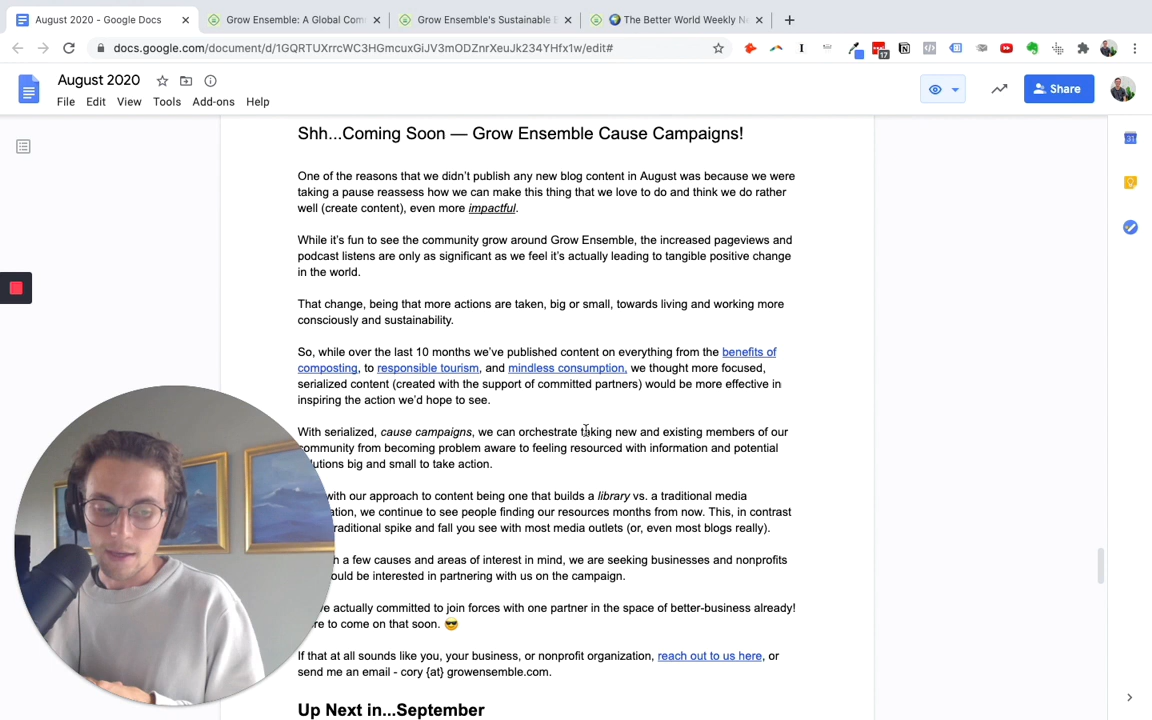 August 2020 - Google Docs
Grow Ensemble: A Global Com
Grow Ensemble's Sustainable
The Better World Weekly N
docs.google.com/document/d/1GQRTUXrrcWC3HGmcuxGiJV3mODZnrXeuJk234YHfx1w/edit#
17
August 2020
File Edit View Tools Add-ons Help
Share
31
Shh...Coming Soon — Grow Ensemble Cause Campaigns!
One of the reasons that we didn't publish any new blog content in August was because we were
taking a pause reassess how we can make this thing that we love to do and think we do rather
well (create content), even more impactful.
While it's fun to see the community grow around Grow Ensemble, the increased pageviews and
podcast listens are only as significant as we feel it's actually leading to tangible positive change
in the world.
That change, being that more actions are taken, big or small, towards living and working more
consciously and sustainability.
So, while over the last 10 months we've published content on everything from the benefits of
composting, to responsible tourism, and mindless consumption, we thought more focused,
serialized content (created with the support of committed partners) would be more effective in
inspiring the action we'd hope to see.
With serialized, cause campaigns, we can orchestrate taking new and existing members of our
community from becoming problem aware to feeling resourced with information and potential
lutions big and small to take action.
with our approach to content being one that builds a library vs. a traditional media
ation, we continue to see people finding our resources months from now. This, in contrast
traditional spike and fall you see with most media outlets (or, even most blogs really).
h a few causes and areas of interest in mind, we are seeking businesses and nonprofits
ould be interested in partnering with us on the campaign.
ve actually committed to join forces with one partner in the space of better-business already!
re to come on that soon. 😎
If that at all sounds like you, your business, or nonprofit organization, reach out to us here, or
send me an email - cory {at} growensemble.com.
Up Next in...September